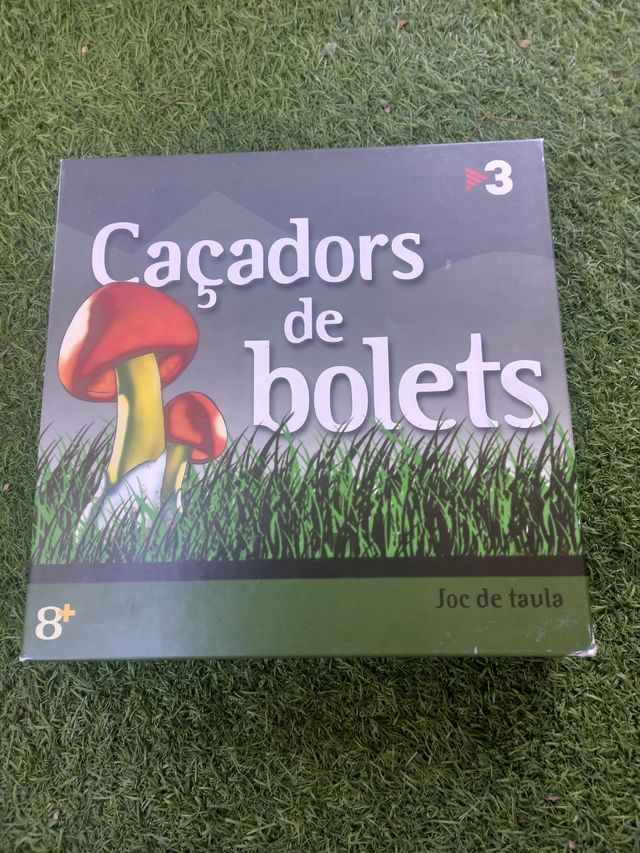 3
Caçadors
de
bolets
Joc de taula
8+